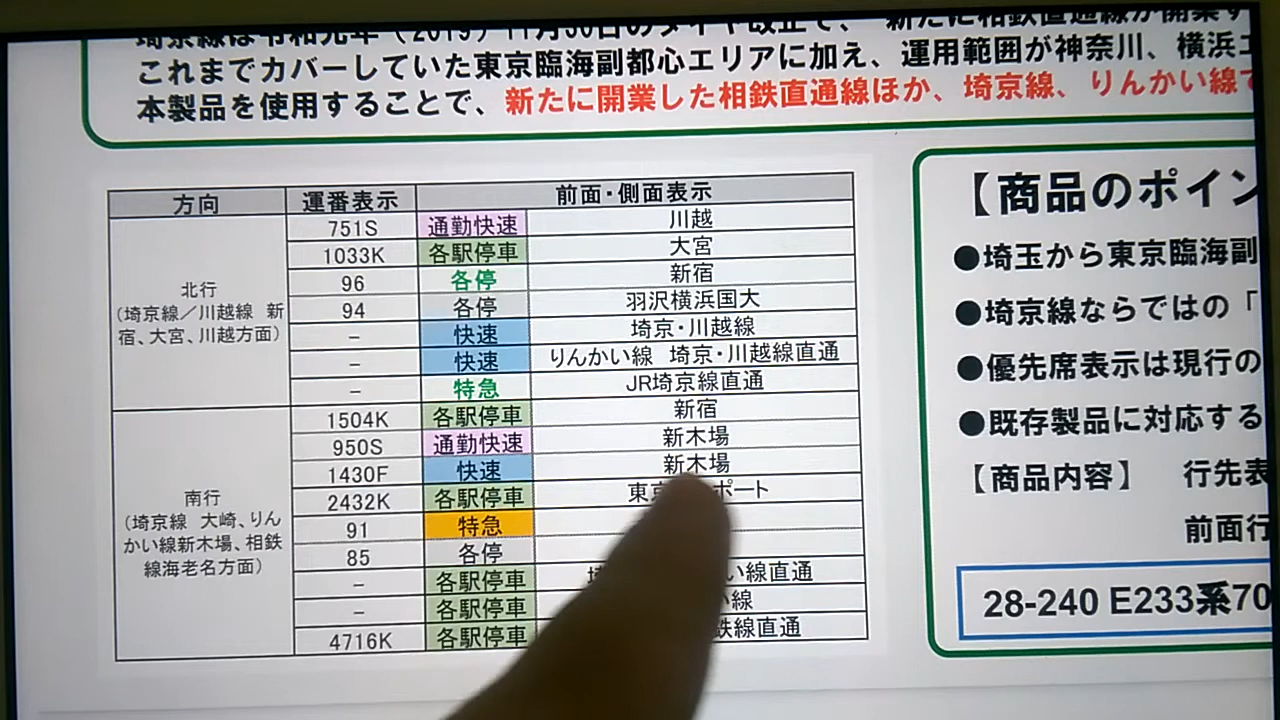 埼京線は令和元年（2019）11月30日のダイヤ改正で、 新たに相鉄直通線が開業
これまでカバーしていた東京臨海副都心エリアに加え、運用範囲が神奈川、横浜
本製品を使用することで、新たに開業した相鉄直通線ほか、埼京線、りんかい線
方向 運番表示 前面・側面表示
北行
（埼京線／川越線 新
宿、大宮、川越方面）
751S 通勤快速 川越
1033K 各駅停車 大宮
96 各停 新宿
94 各停 羽沢横浜国大
- 快速 埼京・川越線
- 快速 りんかい線 埼京・川越線直通
- 特急 JR埼京線直通
南行
（埼京線 大崎、りん
かい線新木場、相鉄
線海老名方面）
1504K 各駅停車 新宿
950S 通勤快速 新木場
1430F 快速 新木場
2432K 各駅停車 東 ポート
91 特急
85 各停
- 各駅停車 い線直通
- 各駅停車 い線
4716K 各駅停車 鉄線直通
【商品のポイン
●埼玉から東京臨海副
●埼京線ならではの「
●優先席表示は現行の
●既存製品に対応する
【商品内容】 行先表
前面行
28-240 E233系70